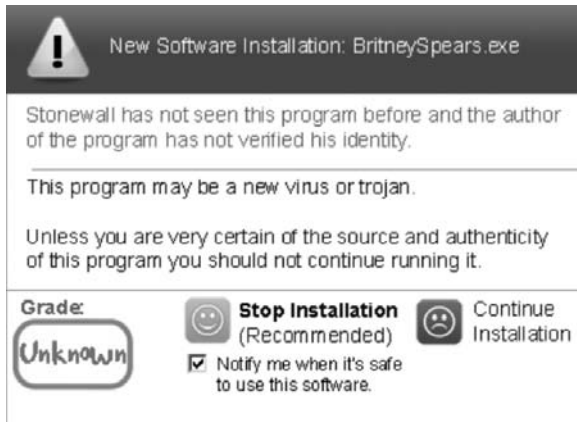 New Software Installation: BritneySpears.exe
Stonewall has not seen this program before and the author
of the program has not verified his identity.
This program may be a new virus or trojan.
Unless you are very certain of the source and authenticity
of this program you should not continue running it.
Grade:
Unknown
Stop Installation
(Recommended)
Notify me when it's safe
to use this software.
Continue
Installation